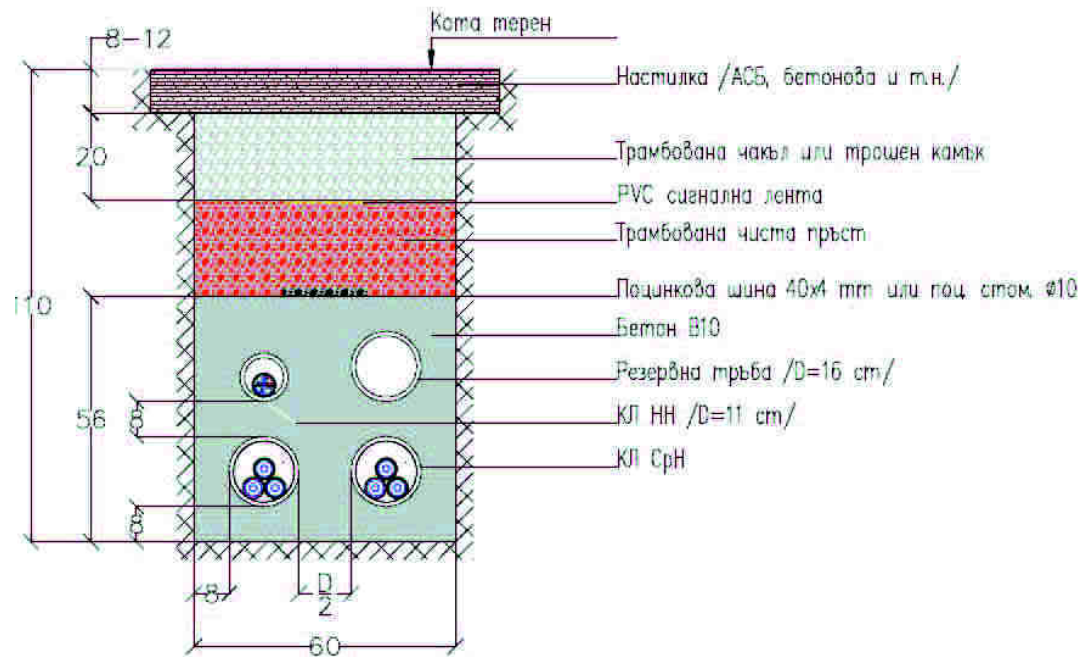 Кота терен
8-12
Настилка /АСБ, бетонова и т.н./
20
Трамбована чакъл или трошен камък
PVC сигнална лента
Трамбована чиста пръст
110
Поцинкова шина 40x4 mm или поц. стом. ø10
Бетон B10
Резервна тръба /D=16 cm/
56
8
КЛ НН /D=11 cm/
КЛ СрН
8
8
D
2
60